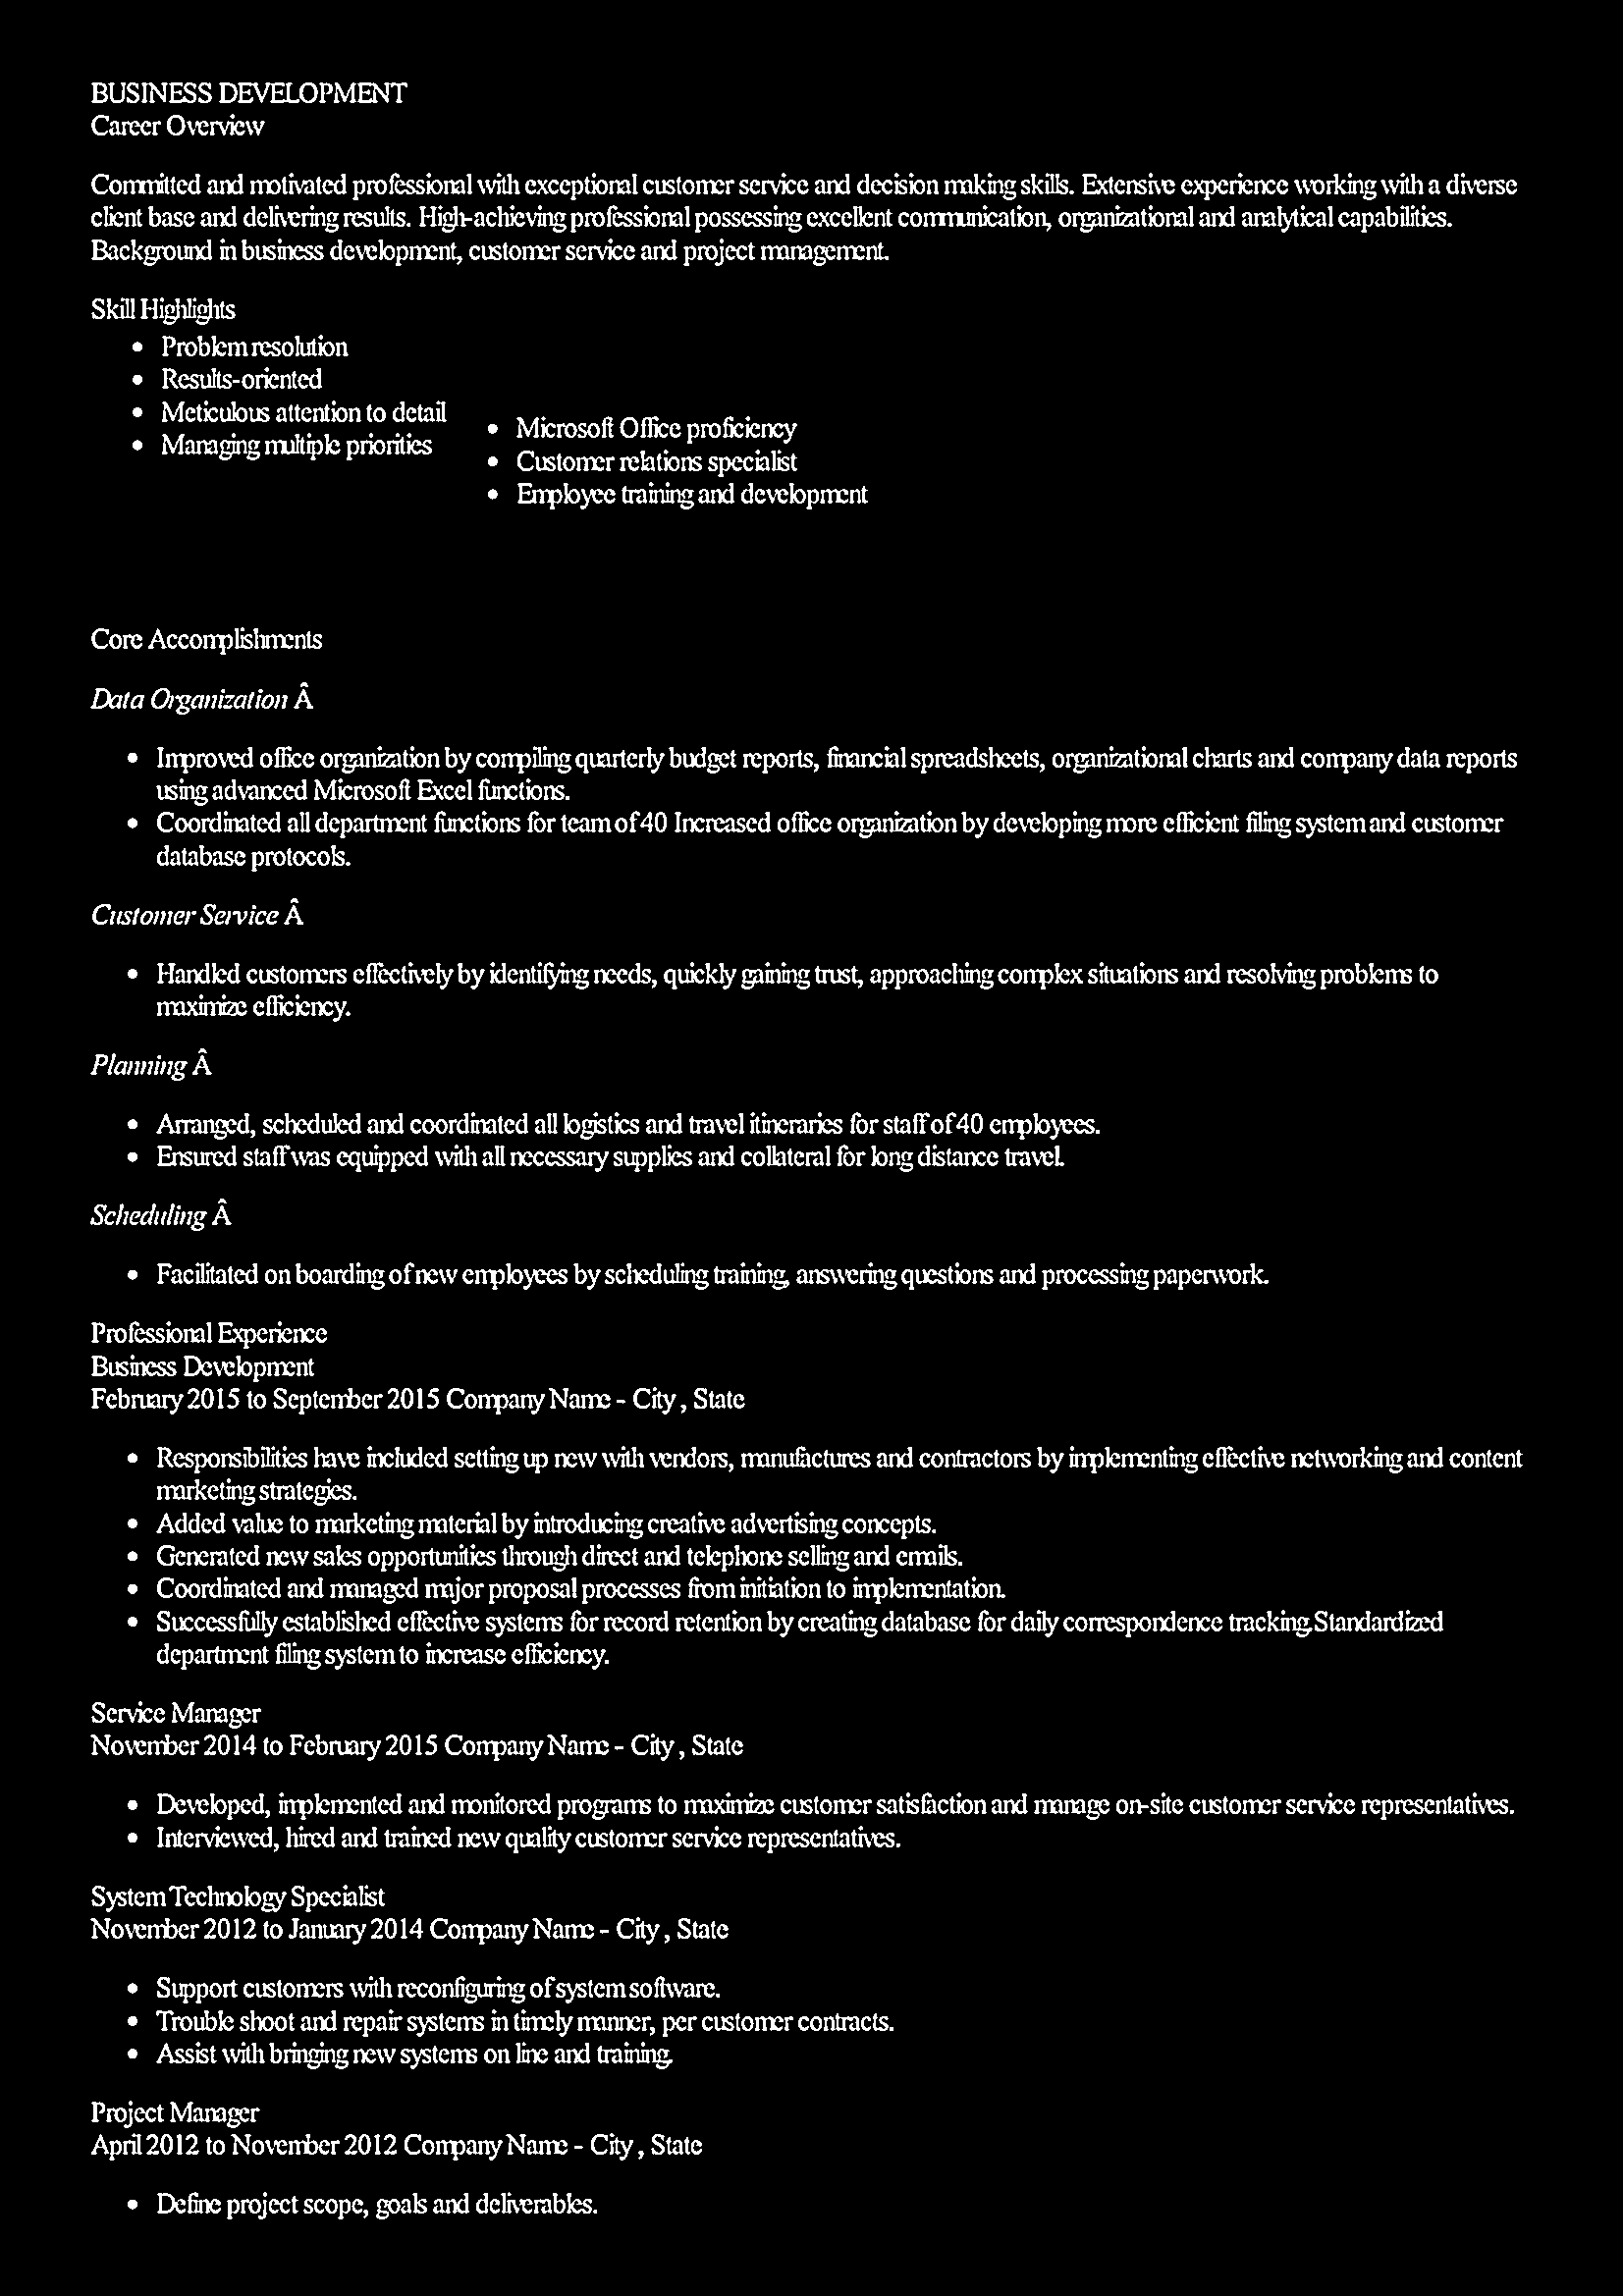 BUSINESS DEVELOPMENT
Career Overview
Committed and motivated professional with exceptional customer service and decision making skills. Extensive experience working with a diverse
client base and delivering results. High-achieving professional possessing excellent communication, organizational and analytical capabilities.
Background in business development, customer service and project management.
Skill Highlights
• Problem resolution
• Results-oriented
• Meticulous attention to detail
• Managing multiple priorities
• Microsoft Office proficiency
• Customer relations specialist
• Employee training and development
Core Accomplishments
Data Organization Â
• Improved office organization by compiling quarterly budget reports, financial spreadsheets, organizational charts and company data reports
using advanced Microsoft Excel functions.
• Coordinated all department functions for team of 40 Increased office organization by developing more efficient filing system and customer
database protocols.
Customer Service Â
• Handled customers effectively by identifying needs, quickly gaining trust, approaching complex situations and resolving problems to
maximize efficiency.
Planning Â
• Arranged, scheduled and coordinated all logistics and travel itineraries for staff of 40 employees.
• Ensured staff was equipped with all necessary supplies and collateral for long distance travel.
Scheduling Â
• Facilitated on boarding of new employees by scheduling training, answering questions and processing paperwork.
Professional Experience
Business Development
February 2015 to September 2015 Company Name - City , State
• Responsibilities have included setting up new with vendors, manufactures and contractors by implementing effective networking and content
marketing strategies.
• Added value to marketing material by introducing creative advertising concepts.
• Generated new sales opportunities through direct and telephone selling and emails.
• Coordinated and managed major proposal processes from initiation to implementation.
• Successfully established effective systems for record retention by creating database for daily correspondence tracking.Standardized
department filing system to increase efficiency.
Service Manager
November 2014 to February 2015 Company Name - City , State
• Developed, implemented and monitored programs to maximize customer satisfaction and manage on-site customer service representatives.
• Interviewed, hired and trained new quality customer service representatives.
System Technology Specialist
November 2012 to January 2014 Company Name - City , State
• Support customers with reconfiguring of system software.
• Trouble shoot and repair systems in timely manner, per customer contracts.
• Assist with bringing new systems on line and training.
Project Manager
April 2012 to November 2012 Company Name - City , State
• Define project scope, goals and deliverables.